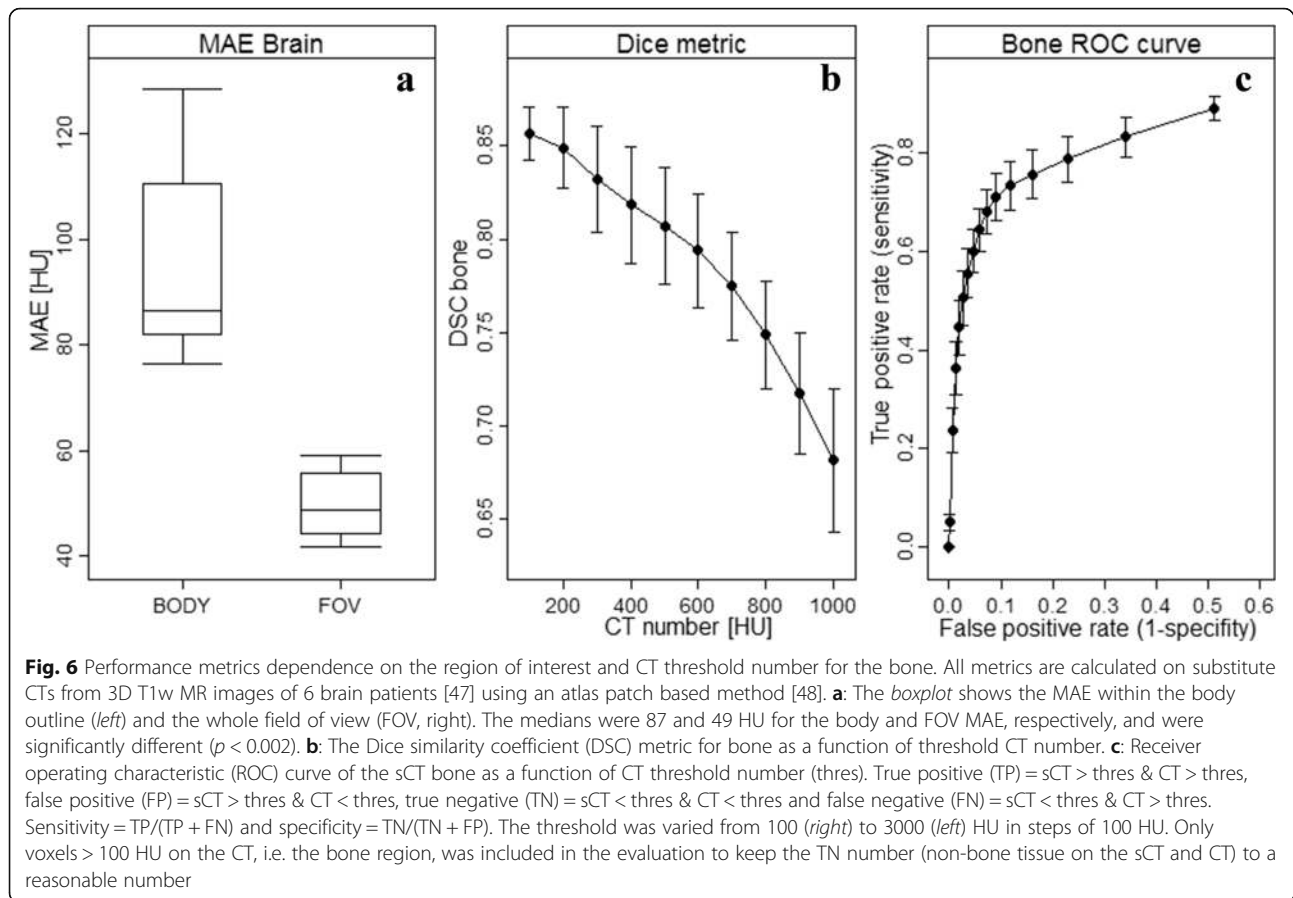 MAE Brain
a
MAE [HU]
120
100
80
60
40
BODY FOV
Dice metric
b
DSC bone
0.85
0.80
0.75
0.70
0.65
200 400 600 800 1000
CT number [HU]
Bone ROC curve
c
True positive rate (sensitivity)
0.8
0.6
0.4
0.2
0.0
0.0 0.1 0.2 0.3 0.4 0.5 0.6
False positive rate (1-specifity)
Fig. 6 Performance metrics dependence on the region of interest and CT threshold number for the bone. All metrics are calculated on substitute
CTs from 3D T1w MR images of 6 brain patients [47] using an atlas patch based method [48]. a: The boxplot shows the MAE within the body
outline (left) and the whole field of view (FOV, right). The medians were 87 and 49 HU for the body and FOV MAE, respectively, and were
significantly different (p < 0.002). b: The Dice similarity coefficient (DSC) metric for bone as a function of threshold CT number. c: Receiver
operating characteristic (ROC) curve of the sCT bone as a function of CT threshold number (thres). True positive (TP) = sCT > thres & CT > thres,
false positive (FP) = sCT > thres & CT < thres, true negative (TN) = sCT < thres & CT < thres and false negative (FN) = sCT < thres & CT > thres.
Sensitivity = TP/(TP + FN) and specificity = TN/(TN + FP). The threshold was varied from 100 (right) to 3000 (left) HU in steps of 100 HU. Only
voxels > 100 HU on the CT, i.e. the bone region, was included in the evaluation to keep the TN number (non-bone tissue on the sCT and CT) to a
reasonable number